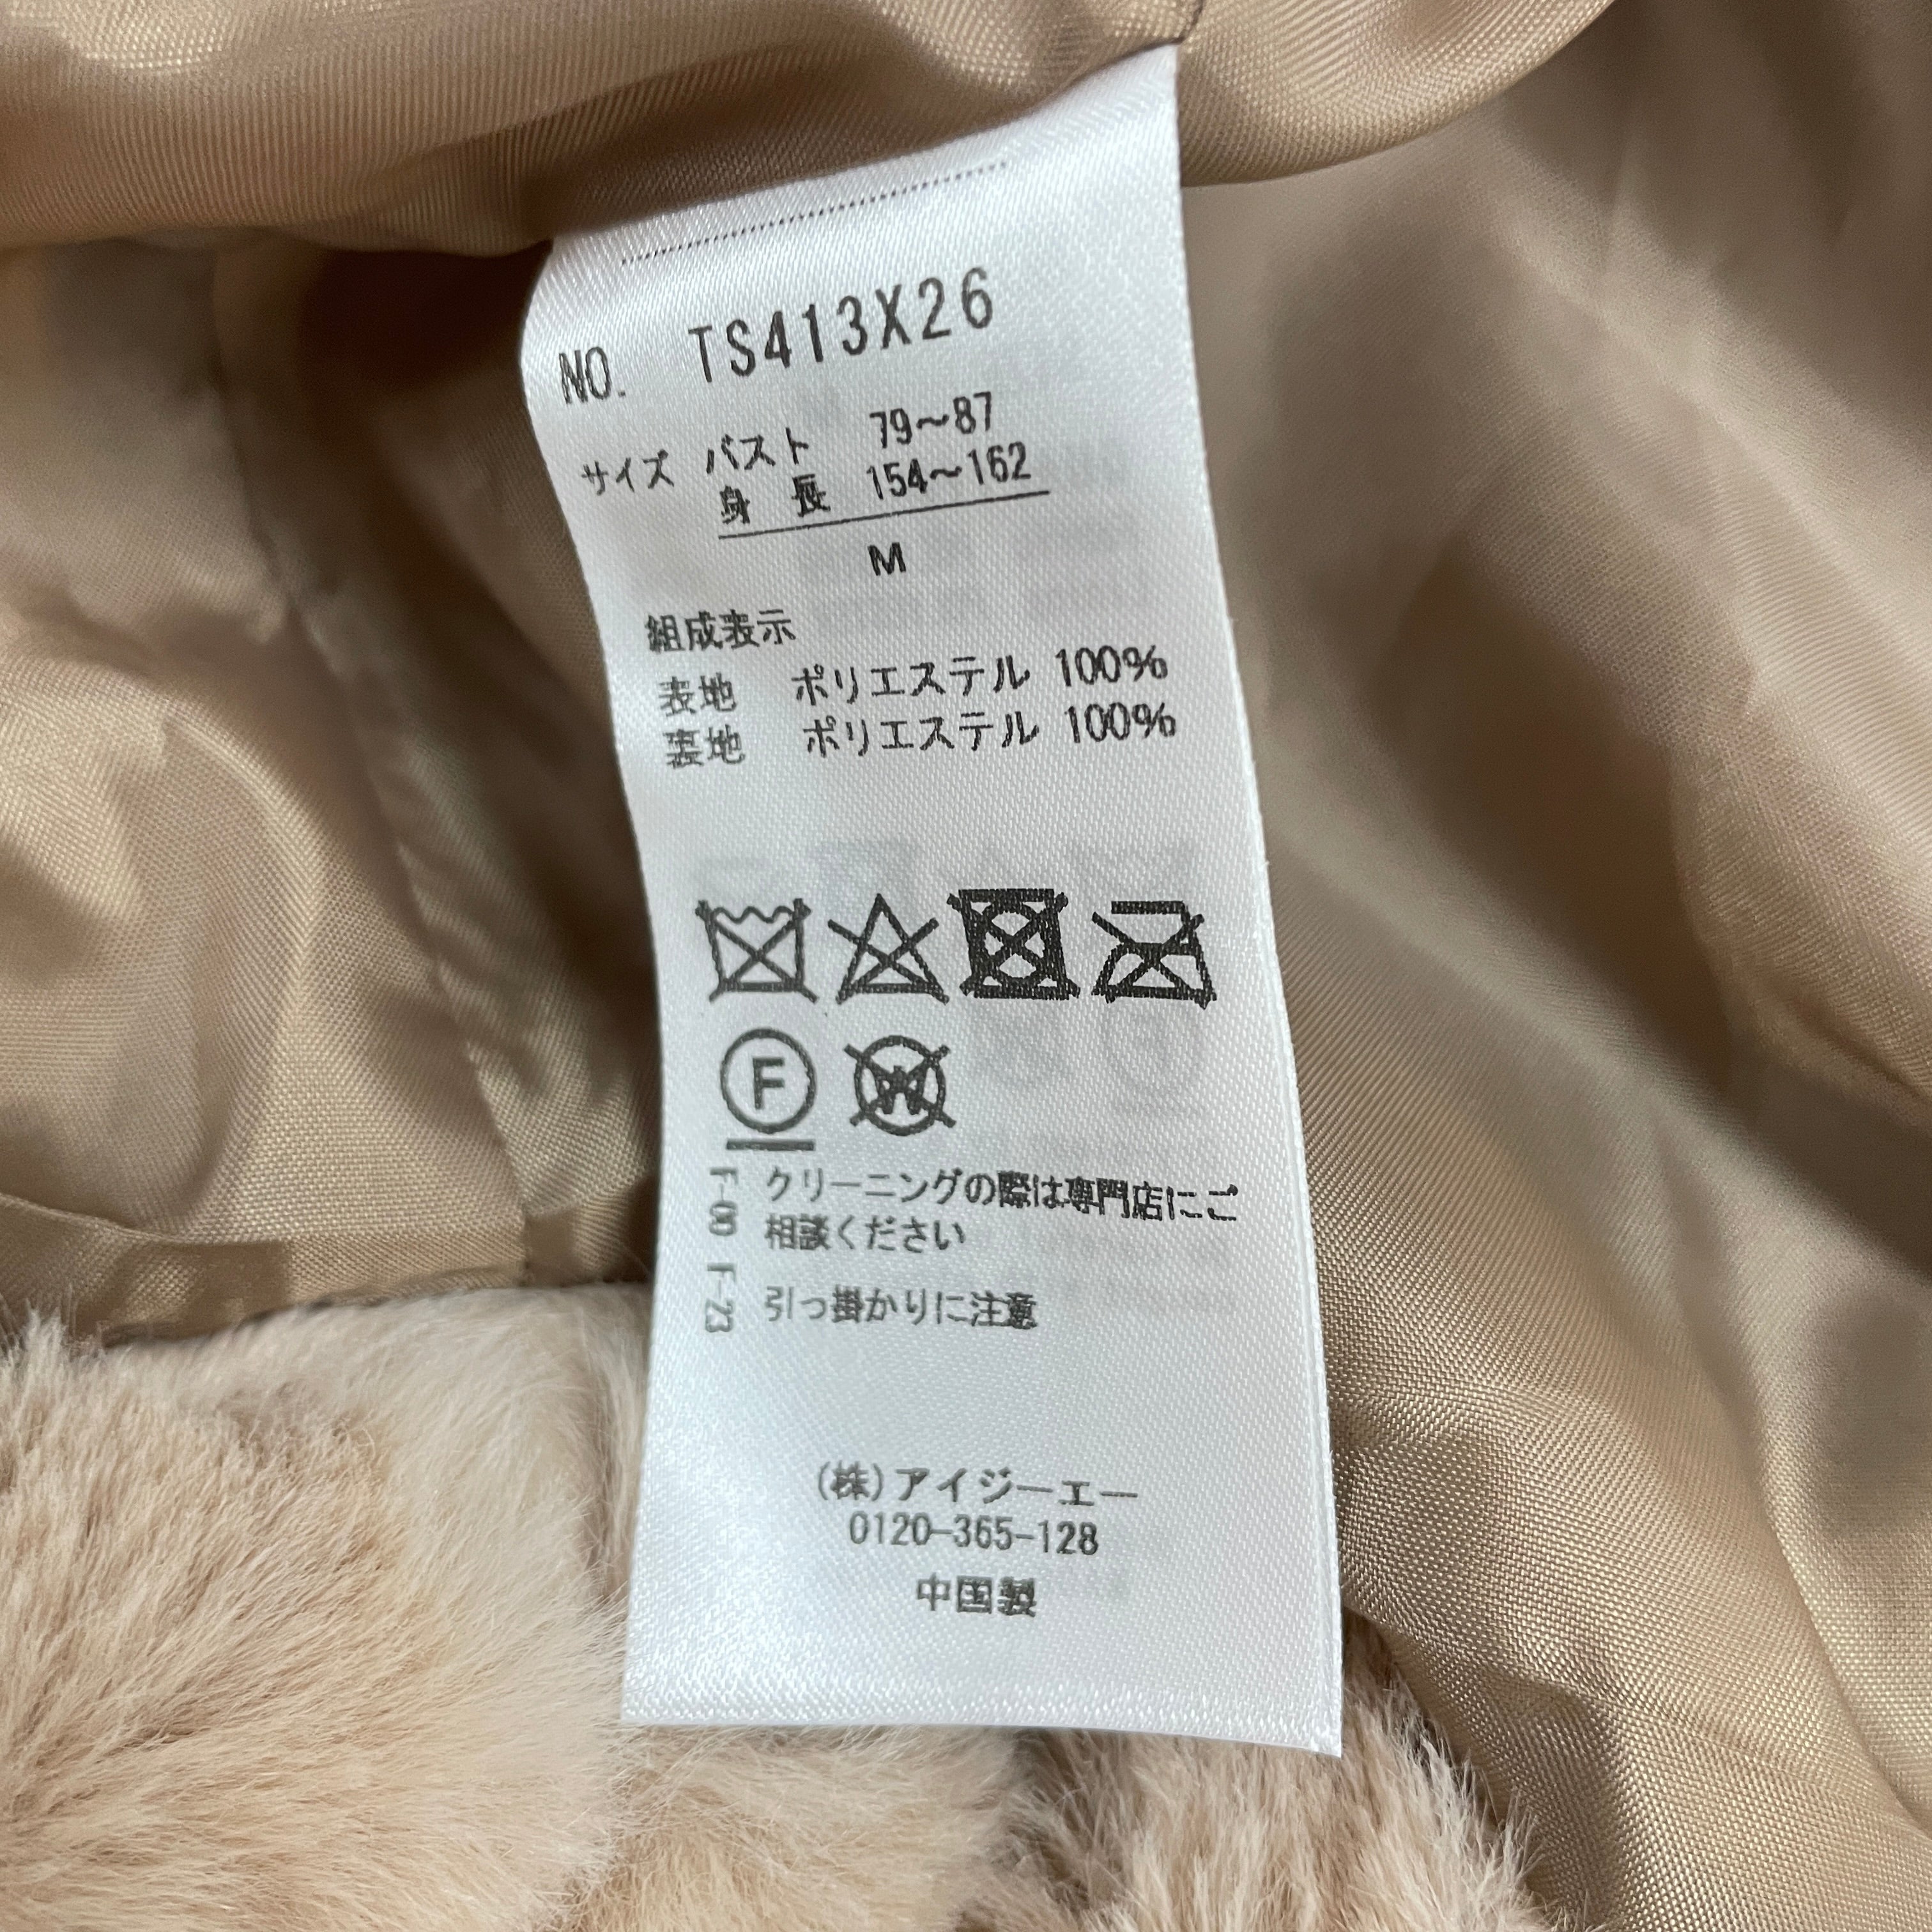 NO. TS413X26
サイズ バスト 79～87
身 長 154～162
M
組成表示
表地 ポリエステル 100%
裏地 ポリエステル 100%
F
W
F-00 クリーニングの際は専門店にご
相談ください
F-23 引っ掛かりに注意
(株)アイジーエー
0120-365-128
中国製